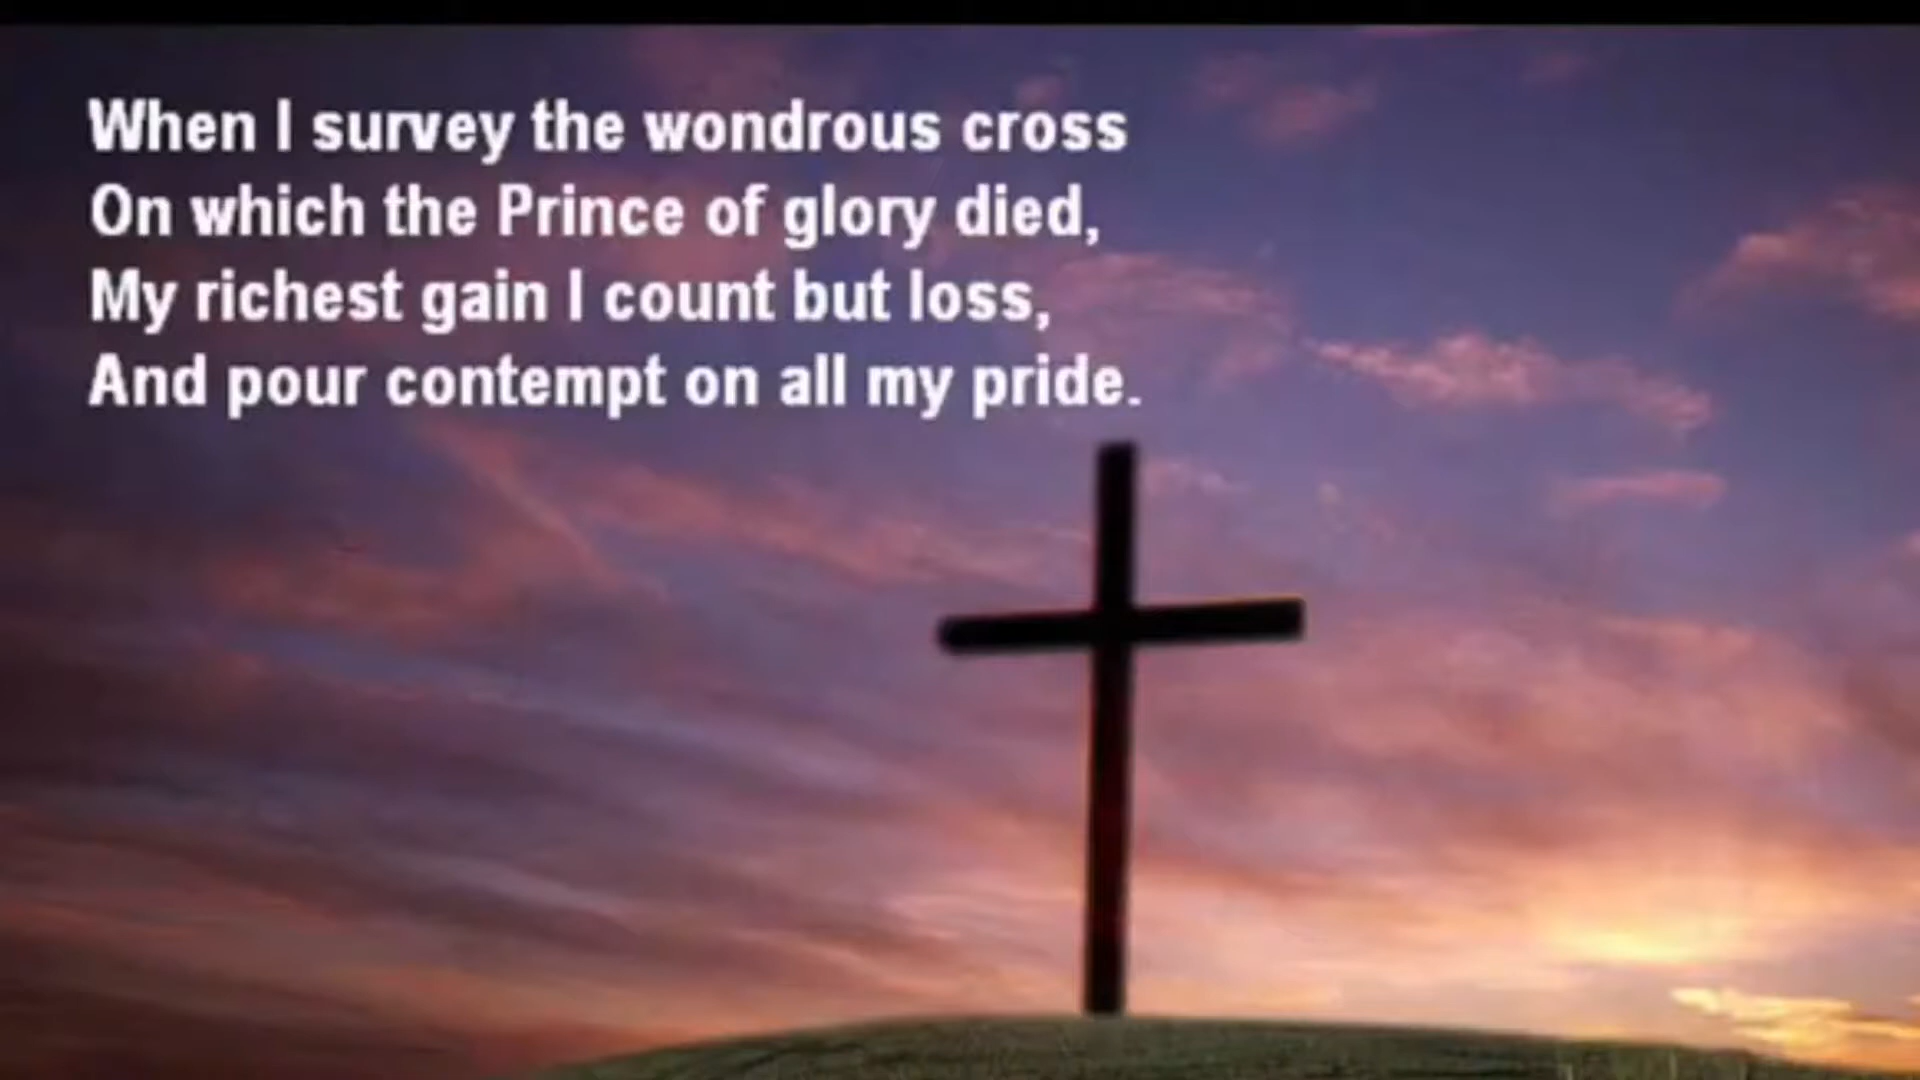 When I survey the wondrous cross
On which the Prince of glory died,
My richest gain I count but loss,
And pour contempt on all my pride.